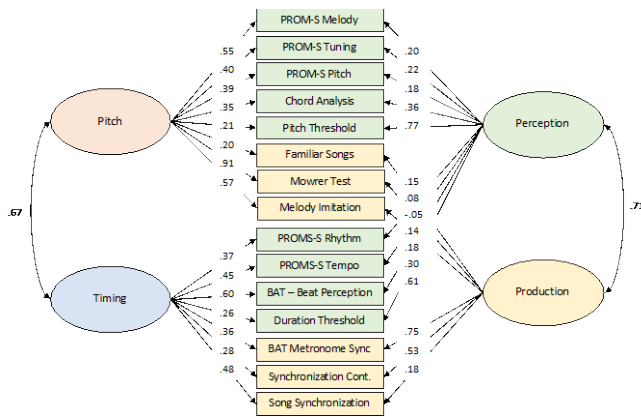 PROM-S Melody
.55
PROM-S Tuning
.20
.40
PROM-S Pitch
.22
.39
.18
.35
Chord Analysis
.36
Pitch
.21
Pitch Threshold
.77
Perception
.20
Familiar Songs
.91
Mowrer Test
.15
.57
Melody Imitation
.08
-.05
.67
.71
PROMS-S Rhythm
.14
.37
.18
.45
PROMS-S Tempo
.30
.60
BAT – Beat Perception
.61
Timing
.26
Duration Threshold
Production
.36
BAT Metronome Sync
.75
.28
Synchronization Cont.
.53
.48
Song Synchronization
.18